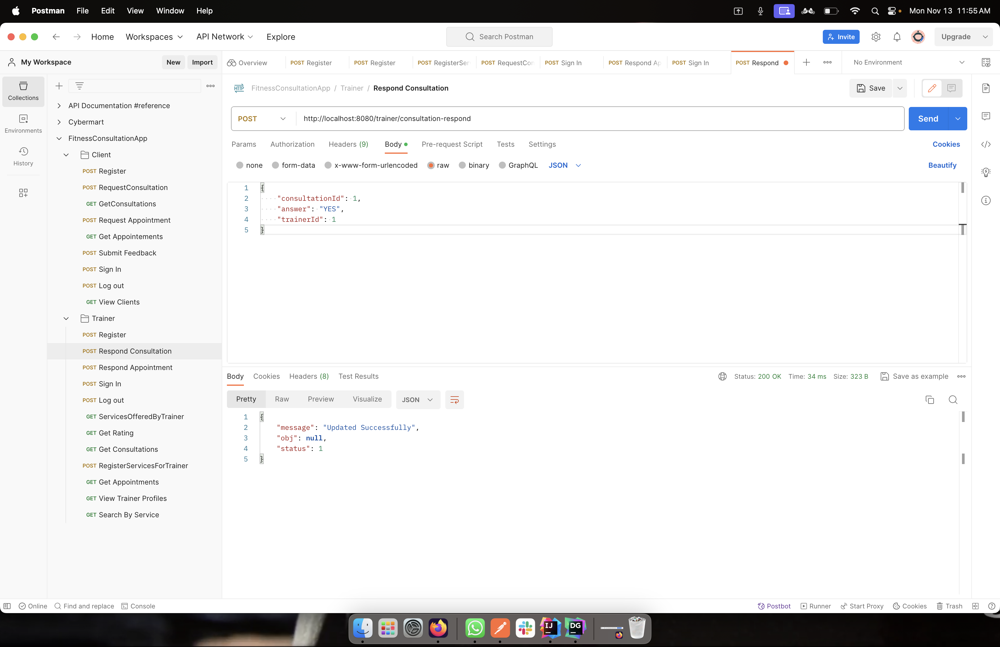 Postman File Edit View Window Help
Mon Nov 13 11:55 AM
Home Workspaces API Network Explore
Search Postman
Invite
Upgrade
My Workspace
New Import
Overview
POST Register
POST Register
POST RegisterSer
POST RequestCon
POST Sign In
POST Respond Ap
POST Sign In
POST Respond
No Environment
Collections
Environments
History
API Documentation #reference
Cybermart
FitnessConsultationApp
Client
POST Register
POST RequestConsultation
GET GetConsultations
POST Request Appointment
GET Get Appointements
POST Submit Feedback
POST Sign In
POST Log out
GET View Clients
Trainer
POST Register
POST Respond Consultation
POST Respond Appointment
POST Sign In
POST Log out
GET ServicesOfferedByTrainer
GET Get Rating
GET Get Consultations
POST RegisterServicesForTrainer
GET Get Appointments
GET View Trainer Profiles
GET Search By Service
HTTP FitnessConsultationApp / Trainer / Respond Consultation
Save
POST http://localhost:8080/trainer/consultation-respond
Send
Params Authorization Headers (9) Body Pre-request Script Tests Settings
Cookies
none form-data x-www-form-urlencoded raw binary GraphQL JSON
Beautify
1 {
2 "consultationId": 1,
3 "answer": "YES",
4 "trainerId": 1
5 }
Body Cookies Headers (8) Test Results
Status: 200 OK Time: 34 ms Size: 323 B Save as example
Pretty Raw Preview Visualize JSON
1 {
2 "message": "Updated Successfully",
3 "obj": null,
4 "status": 1
5 }
Online Find and replace Console
Postbot Runner Start Proxy Cookies Trash
IJ
DG